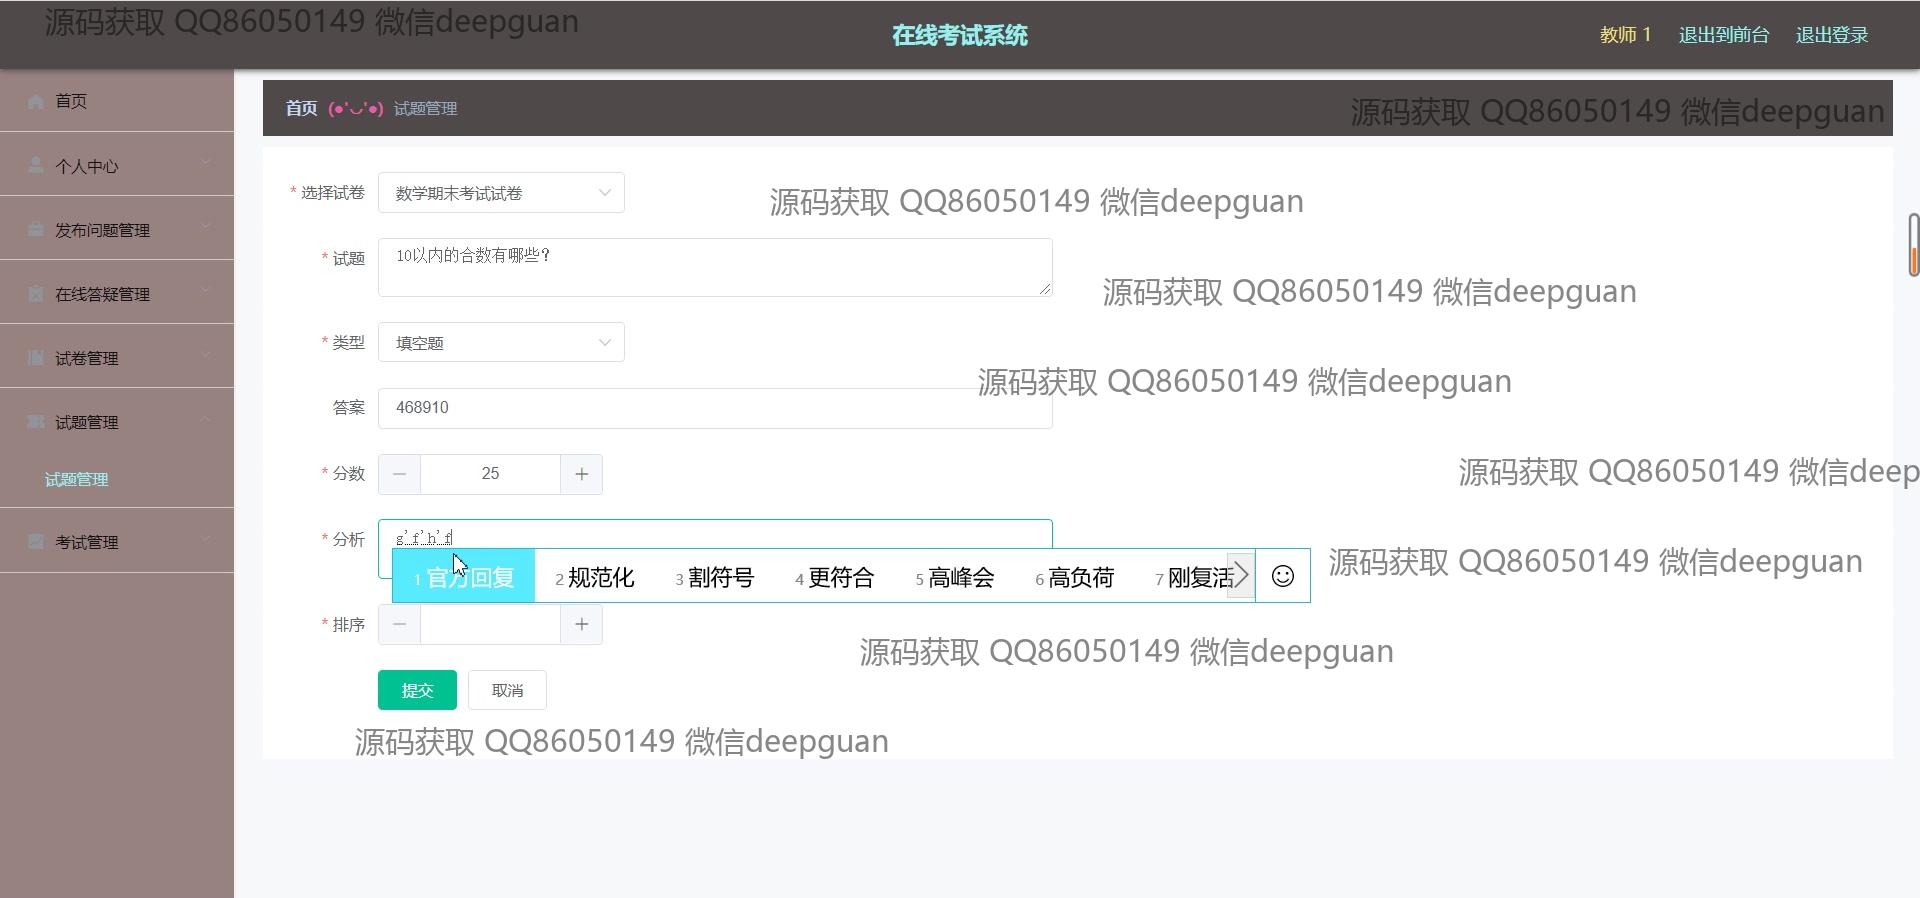 源码获取 QQ86050149 微信deepguan
在线考试系统
教师 1 退出到前台 退出登录
首页
个人中心
发布问题管理
在线答疑管理
试卷管理
试题管理
试题管理
考试管理
首页 (●'◡'●) 试题管理
源码获取 QQ86050149 微信deepguan
* 选择试卷 数学期末考试试卷
源码获取 QQ86050149 微信deepguan
* 试题 10以内的合数有哪些?
源码获取 QQ86050149 微信deepguan
* 类型 填空题
源码获取 QQ86050149 微信deepguan
答案 468910
* 分数 − 25 +
源码获取 QQ86050149 微信deep
* 分析 g'f'h'f
1 官方回复 2 规范化 3 割符号 4 更符合 5 高峰会 6 高负荷 7 刚复活
源码获取 QQ86050149 微信deepguan
* 排序 − +
源码获取 QQ86050149 微信deepguan
提交 取消
源码获取 QQ86050149 微信deepguan